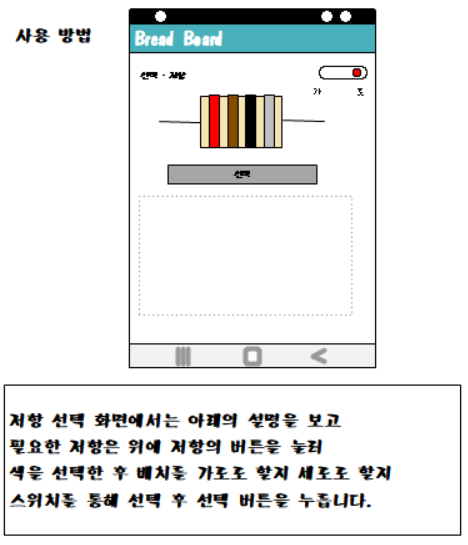 사용 방법
Bread Board
선택 - 저항
가
선택
저항 선택 화면에서는 아래의 설명을 보고
필요한 저항은 위에 저항의 버튼을 눌러
색을 선택한 후 배치를 가로로 할지 세로로 할지
스위치를 통해 선택 후 선택 버튼을 누릅니다.